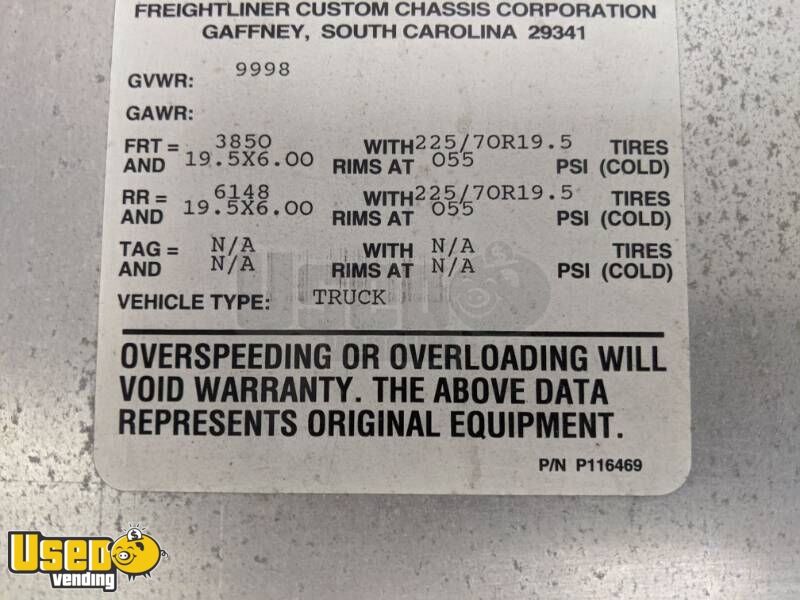 FREIGHTLINER CUSTOM CHASSIS CORPORATION
GAFFNEY, SOUTH CAROLINA 29341
GVWR: 9998
GAWR:
FRT = 3850 WITH 225/70R19.5 TIRES
AND 19.5X6.00 RIMS AT 055 PSI (COLD)
RR = 6148 WITH 225/70R19.5 TIRES
AND 19.5X6.00 RIMS AT 055 PSI (COLD)
TAG = N/A WITH N/A TIRES
AND N/A RIMS AT N/A PSI (COLD)
VEHICLE TYPE: TRUCK
OVERSPEEDING OR OVERLOADING WILL
VOID WARRANTY. THE ABOVE DATA
REPRESENTS ORIGINAL EQUIPMENT.
P/N P116469
USED
vending